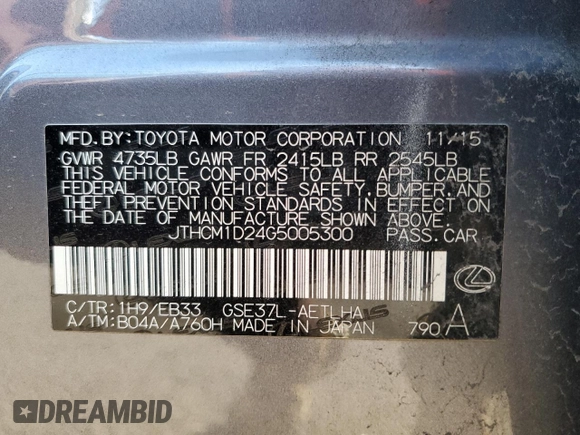 MFD.BY:TOYOTA MOTOR CORPORATION 11/15
GVWR 4735LB GAWR FR 2415LB RR 2545LB
THIS VEHICLE CONFORMS TO ALL APPLICABLE
FEDERAL MOTOR VEHICLE SAFETY,BUMPER,AND
THEFT PREVENTION STANDARDS IN EFFECT ON
THE DATE OF MANUFACTURE SHOWN ABOVE.
JTHCM1D24G5005300 PASS.CAR
C/TR:1H9/EB33 GSE37L-AETLHA
A/TM:B04A/A760H MADE IN JAPAN 790 A
DREAMBID